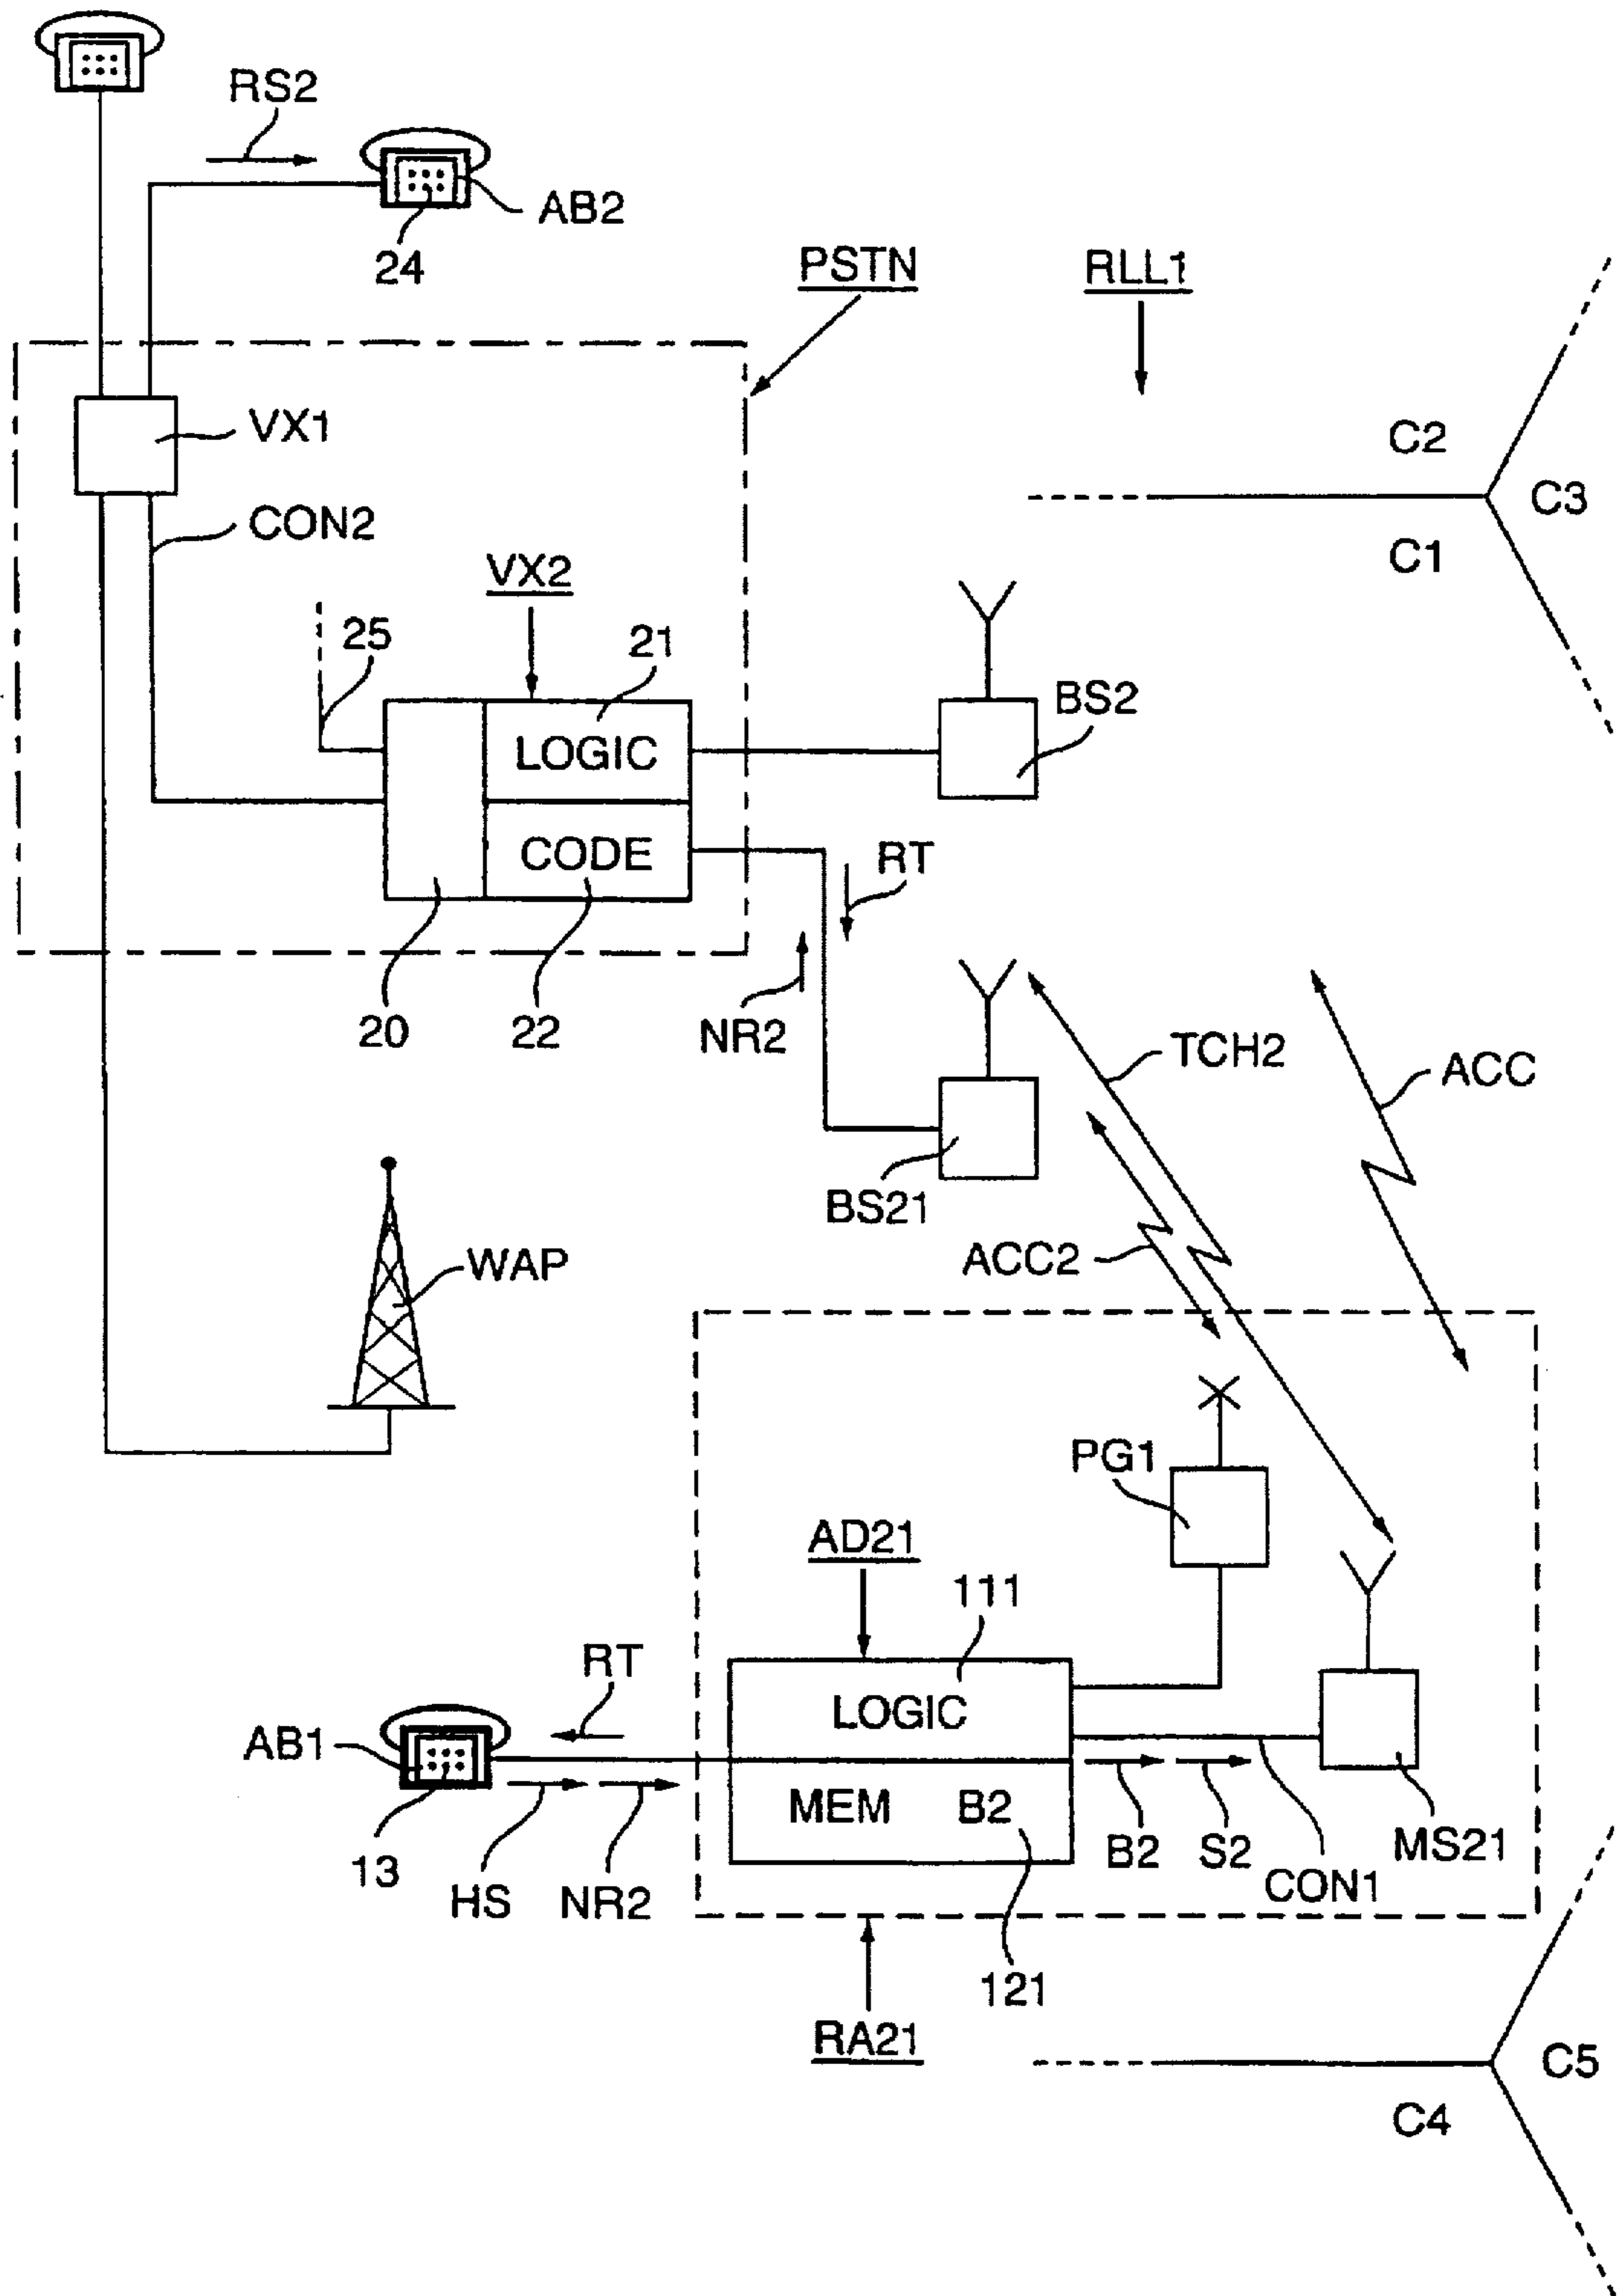 RS2
AB2
24
PSTN
RLL1
VX1
C2
C3
CON2
C1
VX2
25
21
BS2
LOGIC
CODE
RT
20
22
NR2
TCH2
ACC
BS21
ACC2
WAP
PG1
AD21
111
RT
LOGIC
AB1
MEM B2
B2
S2
MS21
13
HS
NR2
CON1
121
RA21
C5
C4